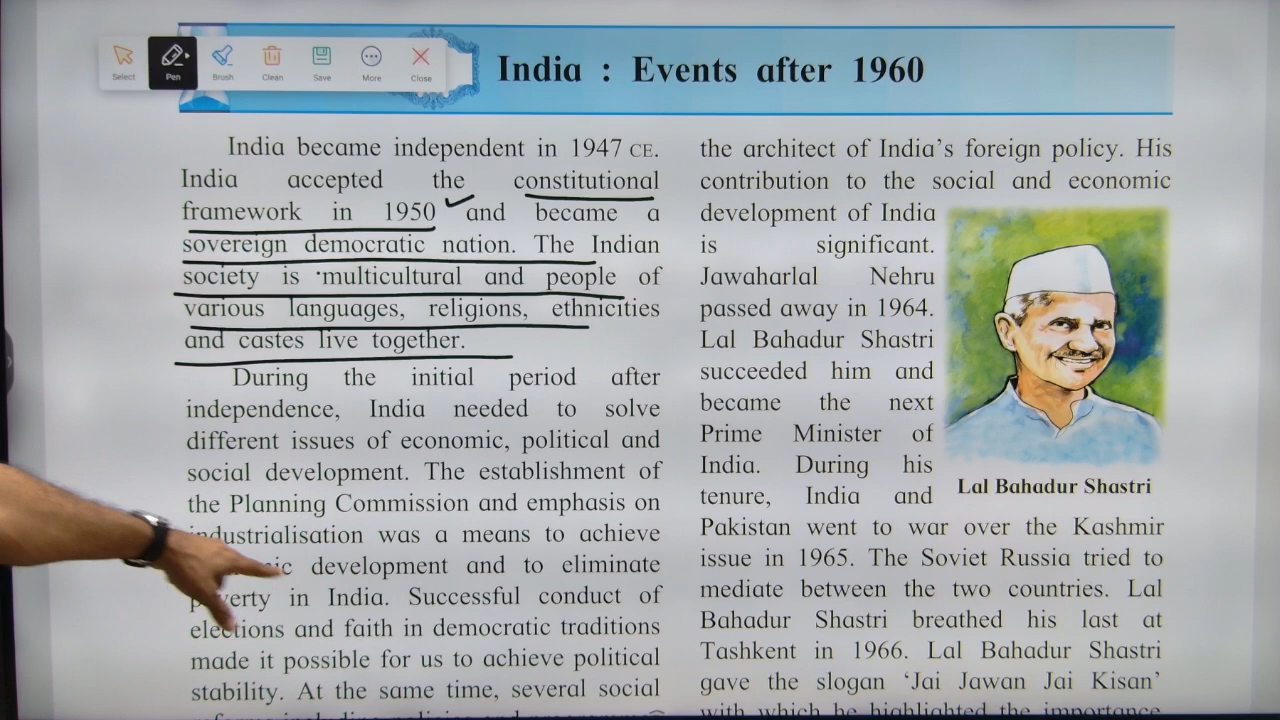 Select Pen Brush Clean Save More Close
India : Events after 1960
India became independent in 1947 CE.
India accepted the constitutional
framework in 1950 and became a
sovereign democratic nation. The Indian
society is multicultural and people of
various languages, religions, ethnicities
and castes live together.
During the initial period after
independence, India needed to solve
different issues of economic, political and
social development. The establishment of
the Planning Commission and emphasis on
industrialisation was a means to achieve
development and to eliminate
poverty in India. Successful conduct of
elections and faith in democratic traditions
made it possible for us to achieve political
stability. At the same time, several social
the architect of India's foreign policy. His
contribution to the social and economic
development of India
is significant.
Jawaharlal Nehru
passed away in 1964.
Lal Bahadur Shastri
succeeded him and
became the next
Prime Minister of
India. During his
tenure, India and
Pakistan went to war over the Kashmir
issue in 1965. The Soviet Russia tried to
mediate between the two countries. Lal
Bahadur Shastri breathed his last at
Tashkent in 1966. Lal Bahadur Shastri
gave the slogan 'Jai Jawan Jai Kisan'
with which he highlighted the importance
Lal Bahadur Shastri